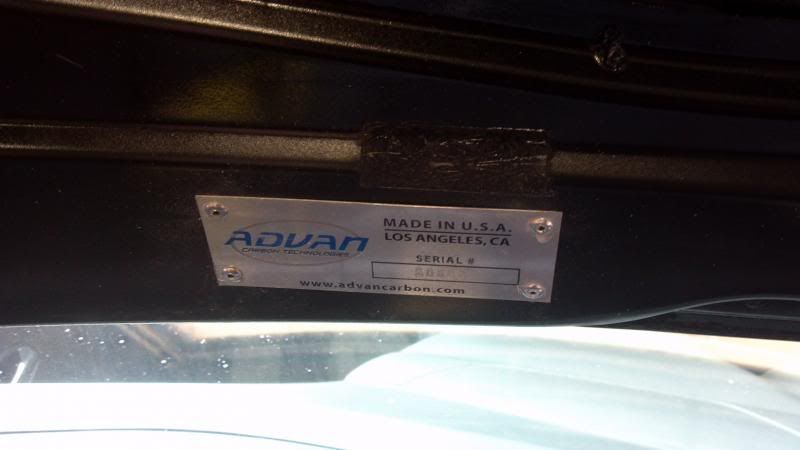 ADVAN
CARBON TECHNOLOGIES
MADE IN U.S.A.
LOS ANGELES, CA
SERIAL #
www.advancarbon.com